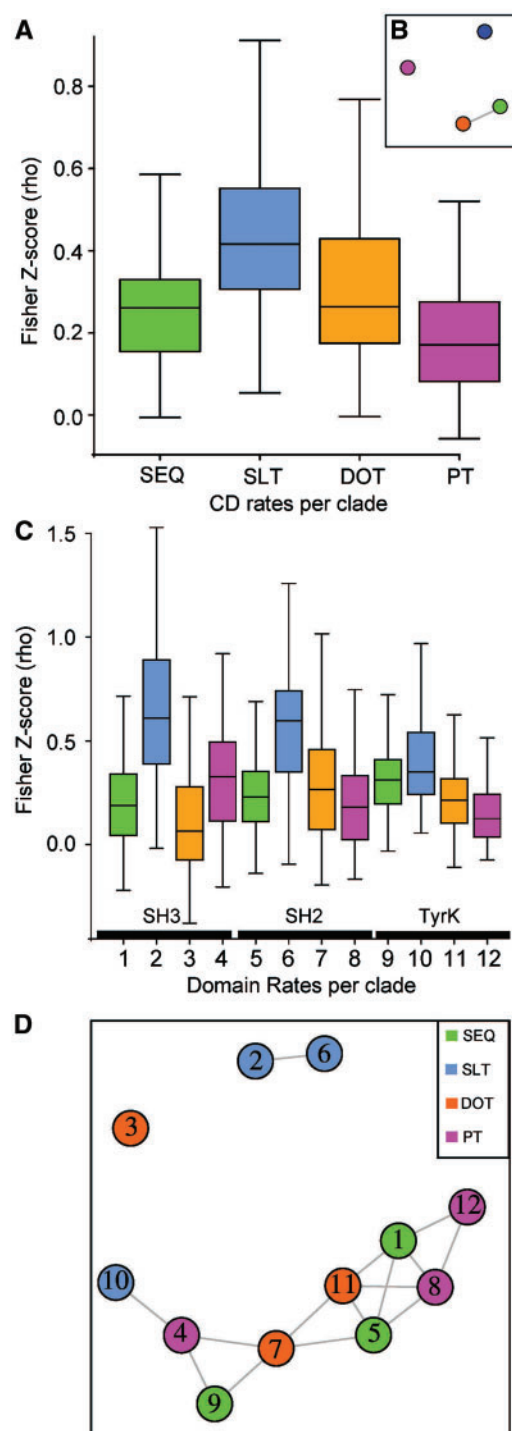 A
B
Fisher Z-score (rho)
0.8
0.6
0.4
0.2
0.0
SEQ SLT DOT PT
CD rates per clade
C
Fisher Z-score (rho)
1.5
1.0
0.5
0.0
SH3 SH2 TyrK
1 2 3 4 5 6 7 8 9 10 11 12
Domain Rates per clade
D
SEQ
SLT
DOT
PT
2 6
3
12
1
10 11 8
4 7 5
9